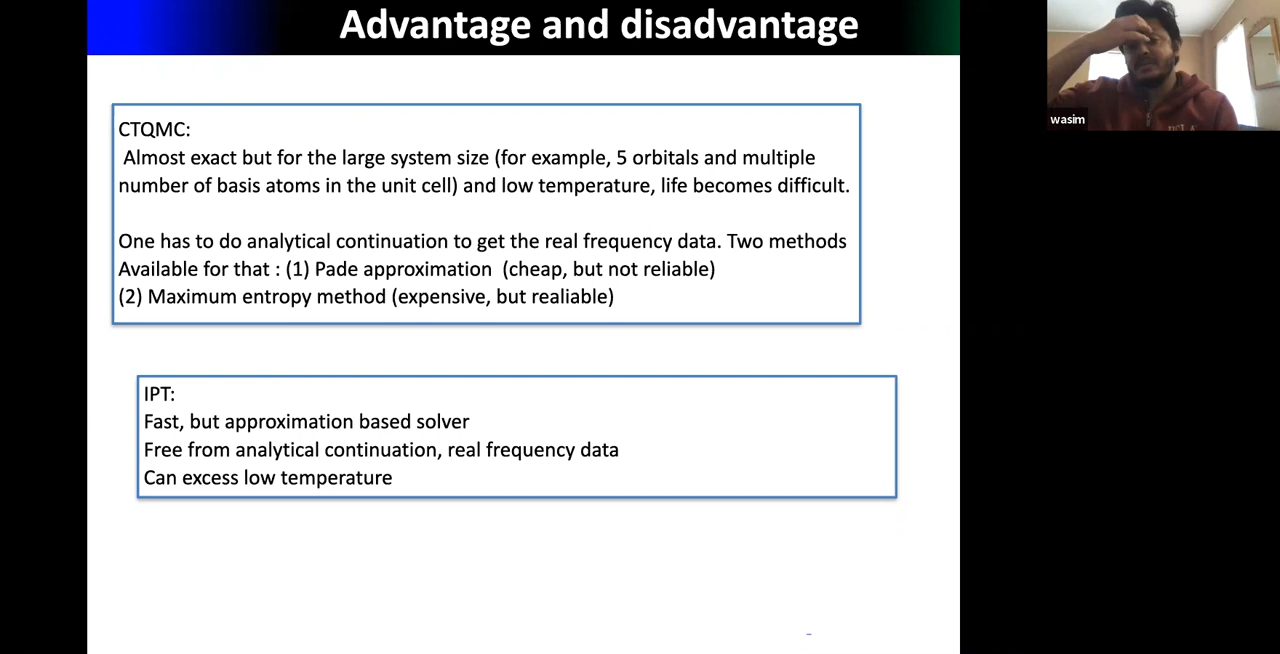 Advantage and disadvantage
CTQMC:
Almost exact but for the large system size (for example, 5 orbitals and multiple
number of basis atoms in the unit cell) and low temperature, life becomes difficult.
One has to do analytical continuation to get the real frequency data. Two methods
Available for that : (1) Pade approximation (cheap, but not reliable)
(2) Maximum entropy method (expensive, but realiable)
IPT:
Fast, but approximation based solver
Free from analytical continuation, real frequency data
Can excess low temperature
wasim